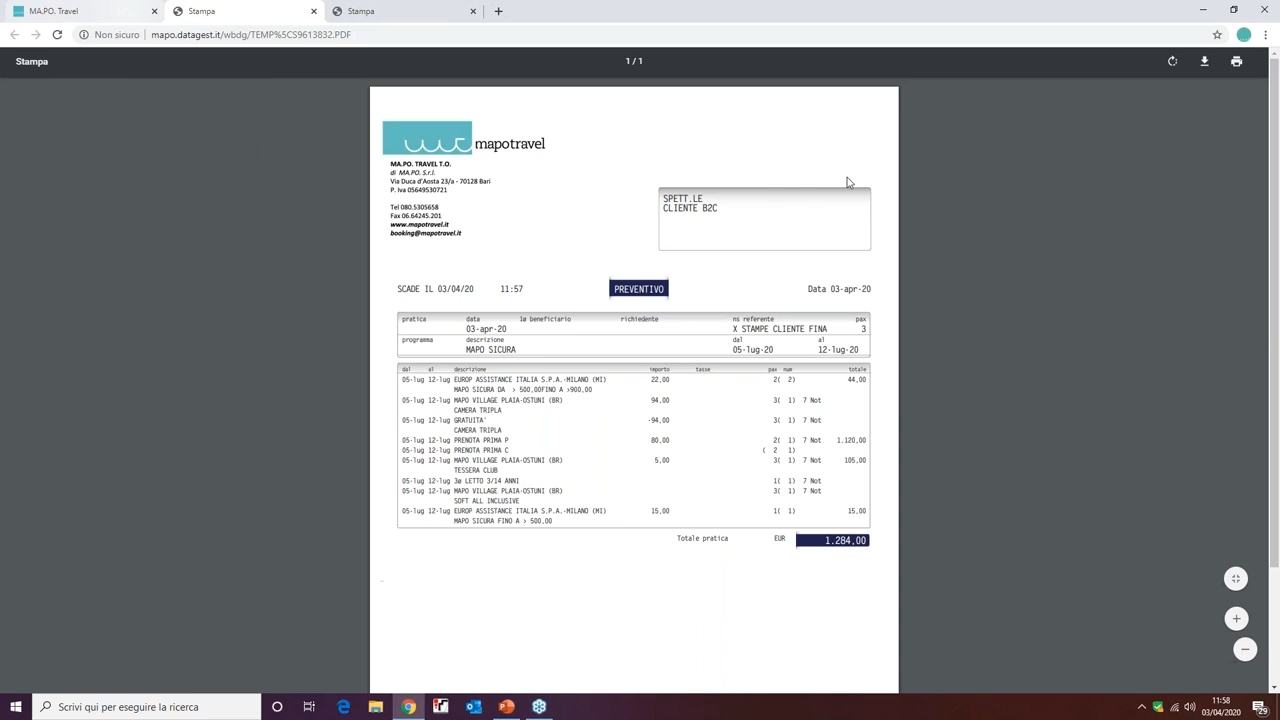 MA.PO. Travel
Stampa
Stampa
Non sicuro
mapo.datagest.it/wbdg/TEMP%5CS9613832.PDF
Stampa
1 / 1
mapotravel
MA.PO. TRAVEL T.O.
di MA.PO. S.r.l.
Via Duca d'Aosta 23/a - 70128 Bari
P. Iva 05649530721
Tel 080.5305658
Fax 06.64245.201
www.mapotravel.it
booking@mapotravel.it
SPETT.LE
CLIENTE B2C
SCADE IL 03/04/20 11:57 PREVENTIVO Data 03-apr-20
pratica data 1ø beneficiario richiedente ns referente pax
03-apr-20 X STAMPE CLIENTE FINA 3
programma descrizione dal al
MAPO SICURA 05-lug-20 12-lug-20
dal al descrizione importo tasse pax num totale
05-lug 12-lug EUROP ASSISTANCE ITALIA S.P.A.-MILANO (MI) 22,00 2( 2) 44,00
MAPO SICURA DA > 500,00FINO A >900,00
05-lug 12-lug MAPO VILLAGE PLAIA-OSTUNI (BR) 94,00 3( 1) 7 Not
CAMERA TRIPLA
05-lug 12-lug GRATUITA' -94,00 3( 1) 7 Not
CAMERA TRIPLA
05-lug 12-lug PRENOTA PRIMA P 80,00 2( 1) 7 Not 1.120,00
05-lug 12-lug PRENOTA PRIMA C ( 2 1)
05-lug 12-lug MAPO VILLAGE PLAIA-OSTUNI (BR) 5,00 3( 1) 7 Not 105,00
TESSERA CLUB
05-lug 12-lug 3ø LETTO 3/14 ANNI 1( 1) 7 Not
05-lug 12-lug MAPO VILLAGE PLAIA-OSTUNI (BR) 3( 1) 7 Not
SOFT ALL INCLUSIVE
05-lug 12-lug EUROP ASSISTANCE ITALIA S.P.A.-MILANO (MI) 15,00 1( 1) 15,00
MAPO SICURA FINO A > 500,00
Totale pratica EUR 1.284,00
Scrivi qui per eseguire la ricerca
11:58
03/04/2020
29